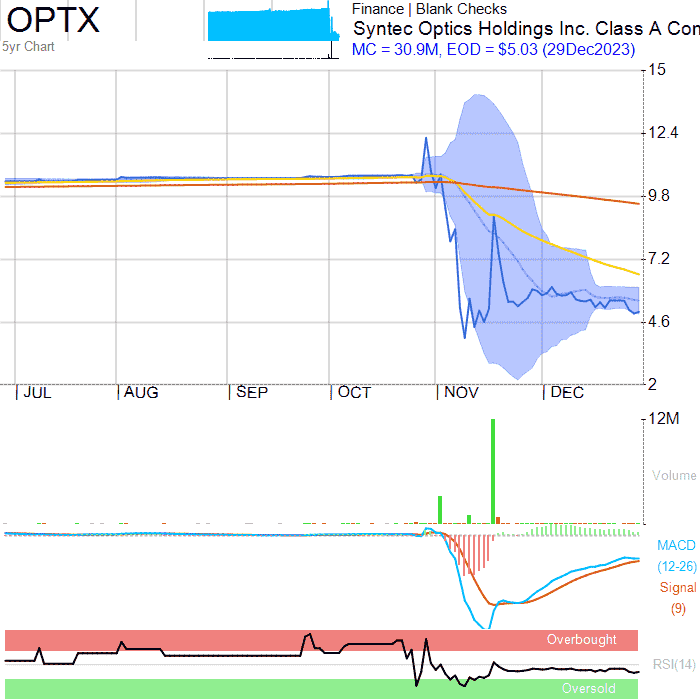 OPTX
Finance | Blank Checks
Syntec Optics Holdings Inc. Class A Con
5yr Chart
MC = 30.9M, EOD = $5.03 (29Dec2023)
15
12.4
9.8
7.2
4.6
2
JUL AUG SEP OCT NOV DEC
12M
Volume
MACD
(12-26)
Signal
(9)
Overbought
RSI(14)
Oversold